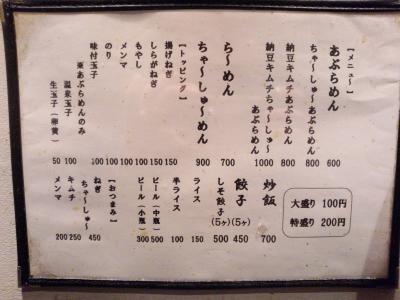 【メニュー】
あぶらめん 600
ちゃ〜しゅ〜あぶらめん 800
納豆キムチあぶらめん 800
納豆キムチちゃ〜しゅ〜あぶらめん 1000
ら〜めん 700
ちゃ〜しゅ〜めん 900
【トッピング】
揚げねぎ 150
しらがねぎ 150
もやし 100
メンマ 100
のり 100
味付玉子 100
※あぶらめんのみ
温泉玉子 100
生玉子(卵黄) 50
大盛り 100円
特盛り 200円
炒飯 700
餃子(5ヶ) 450
しそ餃子(5ヶ) 500
ライス 150
半ライス 100
ビール(中瓶) 500
ビール(小瓶) 300
【おつまみ】
ねぎちゃ〜しゅ〜 450
キムチ 250
メンマ 200